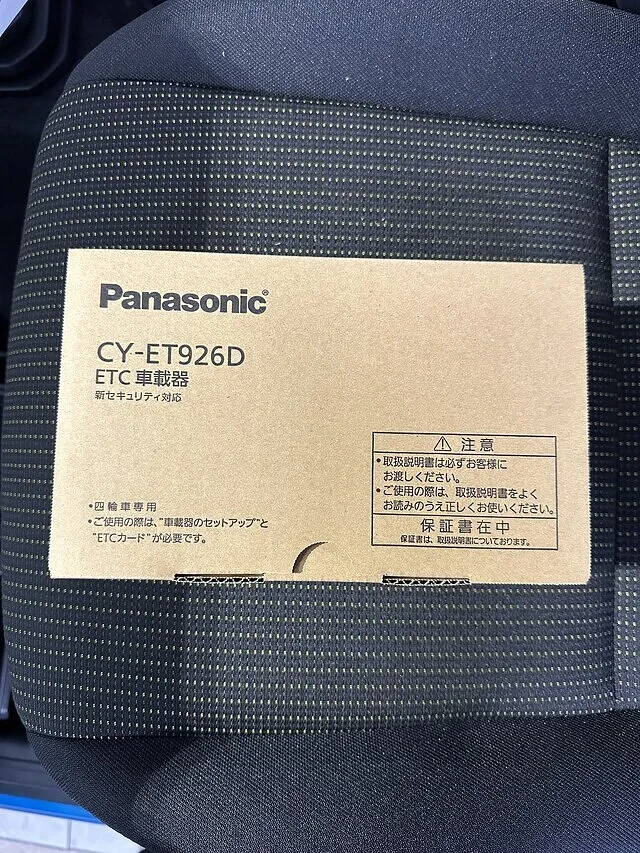 Panasonic®
CY-ET926D
ETC 車載器
新セキュリティ対応
•四輪車専用
•ご使用の際は、"車載器のセットアップ"と
"ETCカード"が必要です。
⚠ 注意
•取扱説明書は必ずお客様に
お渡しください。
•ご使用の際は、取扱説明書をよく
お読みのうえ正しくお使いください。
保証書在中
保証書は、取扱説明書についております。